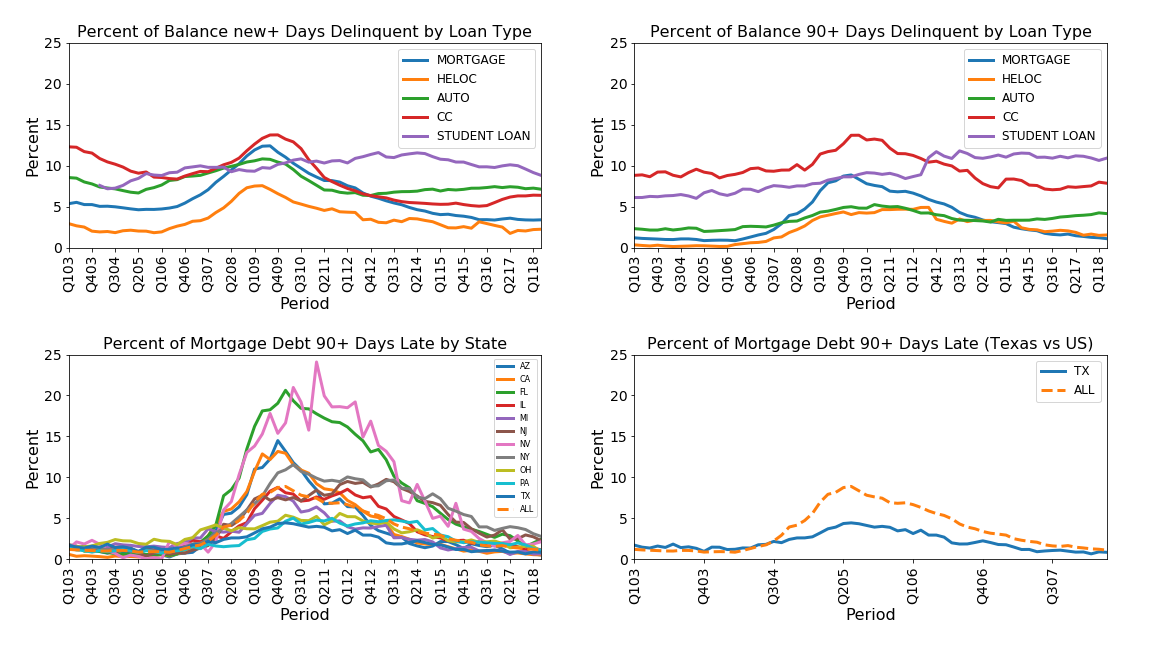 Percent of Balance new+ Days Delinquent by Loan Type
25
20
15
10
5
0
Percent
MORTGAGE
HELOC
AUTO
CC
STUDENT LOAN
Q103
Q403
Q304
Q205
Q106
Q406
Q307
Q208
Q109
Q409
Q310
Q211
Q112
Q412
Q313
Q214
Q115
Q415
Q316
Q217
Q118
Period
Percent of Balance 90+ Days Delinquent by Loan Type
25
20
15
10
5
0
Percent
MORTGAGE
HELOC
AUTO
CC
STUDENT LOAN
Q103
Q403
Q304
Q205
Q106
Q406
Q307
Q208
Q109
Q409
Q310
Q211
Q112
Q412
Q313
Q214
Q115
Q415
Q316
Q217
Q118
Period
Percent of Mortgage Debt 90+ Days Late by State
25
20
15
10
5
0
Percent
AZ
CA
FL
IL
MI
NJ
NV
NY
OH
PA
TX
ALL
Q103
Q403
Q304
Q205
Q106
Q406
Q307
Q208
Q109
Q409
Q310
Q211
Q112
Q412
Q313
Q214
Q115
Q415
Q316
Q217
Q118
Period
Percent of Mortgage Debt 90+ Days Late (Texas vs US)
25
20
15
10
5
0
Percent
TX
ALL
Q103
Q403
Q304
Q205
Q106
Q406
Q307
Period